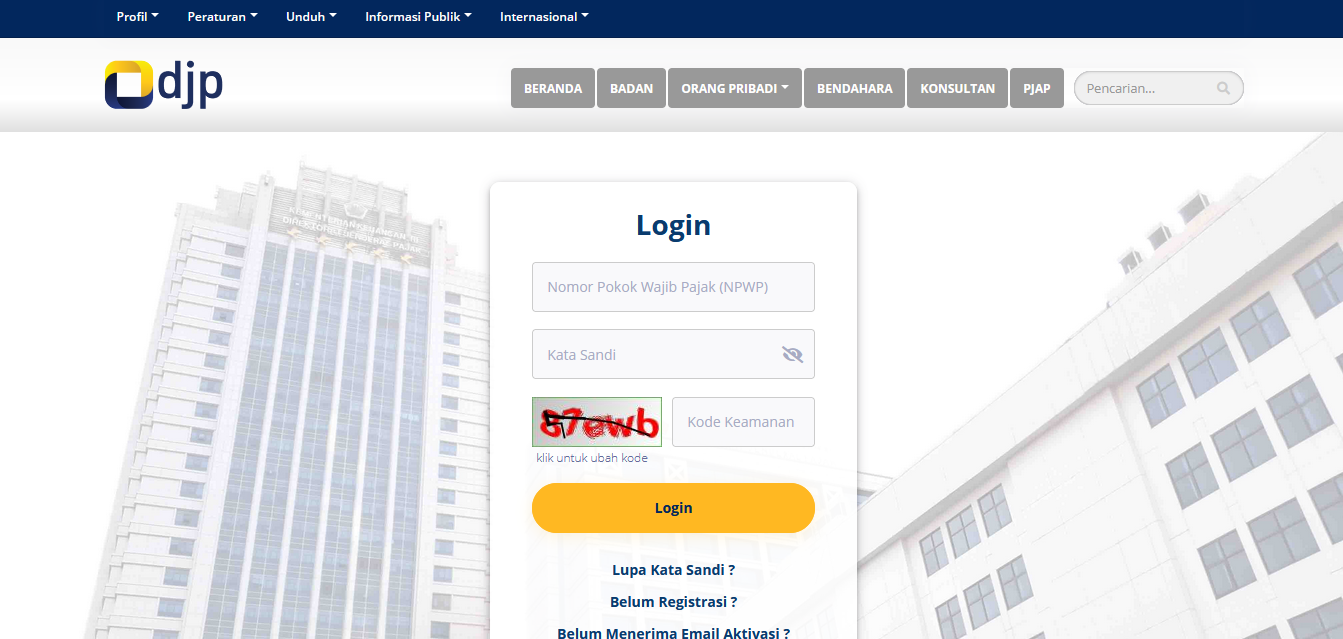 Profil Peraturan Unduh Informasi Publik Internasional
djp
BERANDA BADAN ORANG PRIBADI BENDAHARA KONSULTAN PJAP Pencarian...
KEMENTERIAN KEUANGAN RI
DIREKTORAT JENDERAL PAJAK
Login
Nomor Pokok Wajib Pajak (NPWP)
Kata Sandi
87ewb Kode Keamanan
klik untuk ubah kode
Login
Lupa Kata Sandi ?
Belum Registrasi ?
Belum Menerima Email Aktivasi ?